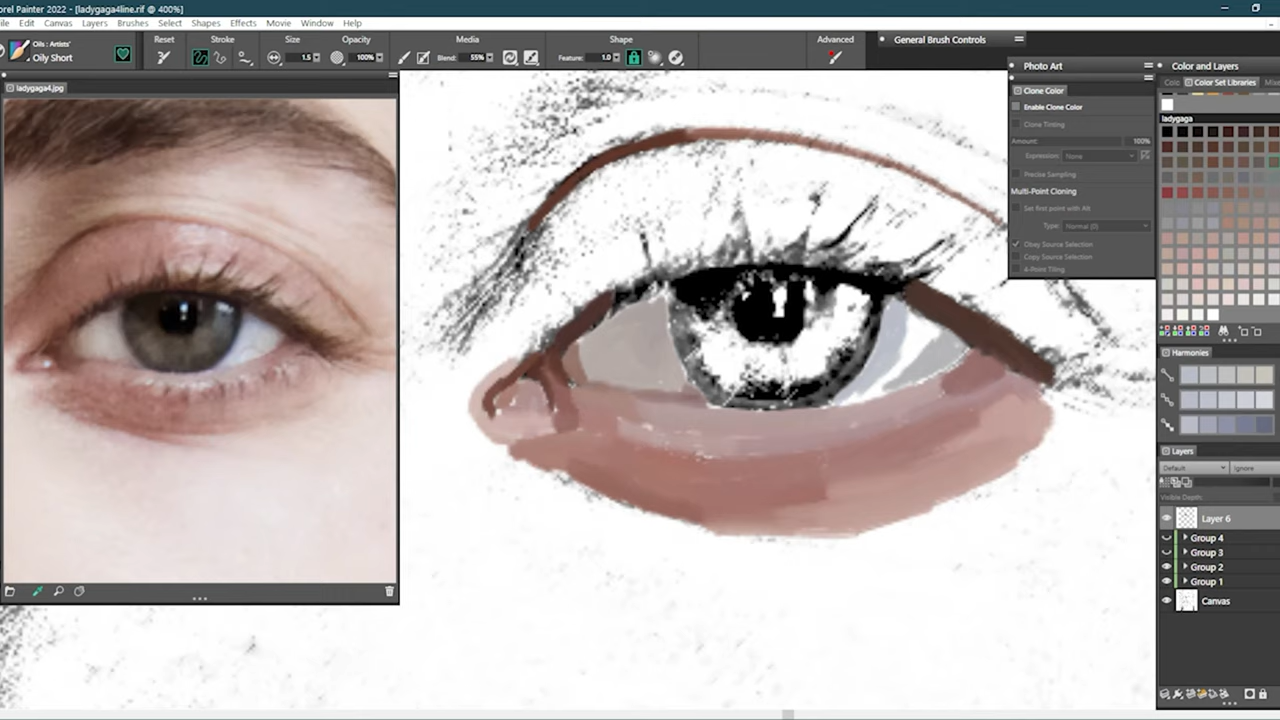 orel Painter 2022 - [ladygaga4line.rif @ 400%]
ile Edit Canvas Layers Brushes Select Shapes Effects Movie Window Help
Oils : Artists'
Oily Short
Reset Stroke Size Opacity Media Shape Advanced
1.5 100% Blend: 55% Feature: 1.0
General Brush Controls
ladygaga4.jpg
Photo Art
Clone Color
Enable Clone Color
Clone Tinting
Amount: 100%
Expression: None
Precise Sampling
Multi-Point Cloning
Set first point with Alt
Type: Normal (0)
Obey Source Selection
Copy Source Selection
4-Point Tiling
Color and Layers
Color Set Libraries
ladygaga
Harmonies
Layers
Default Ignore
Visible Depth:
Layer 6
Group 4
Group 3
Group 2
Group 1
Canvas